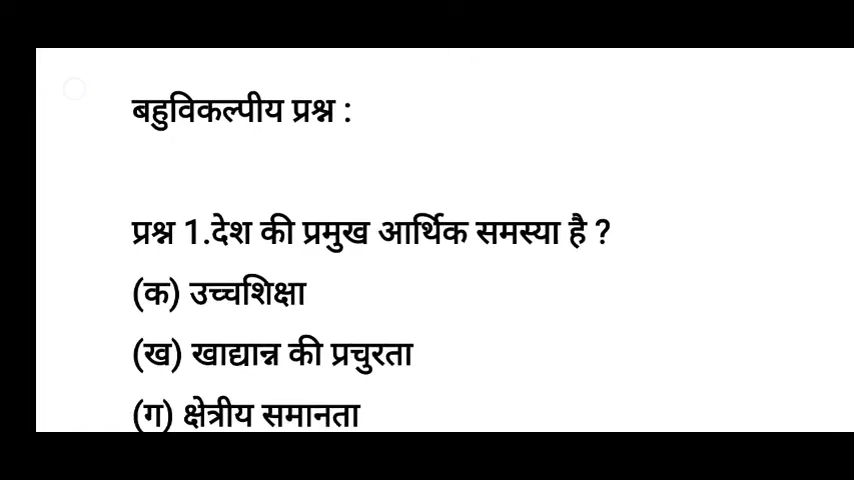 बहुविकल्पीय प्रश्न :
प्रश्न 1.देश की प्रमुख आर्थिक समस्या है ?
(क) उच्चशिक्षा
(ख) खाद्यान्न की प्रचुरता
(ग) क्षेत्रीय समानता